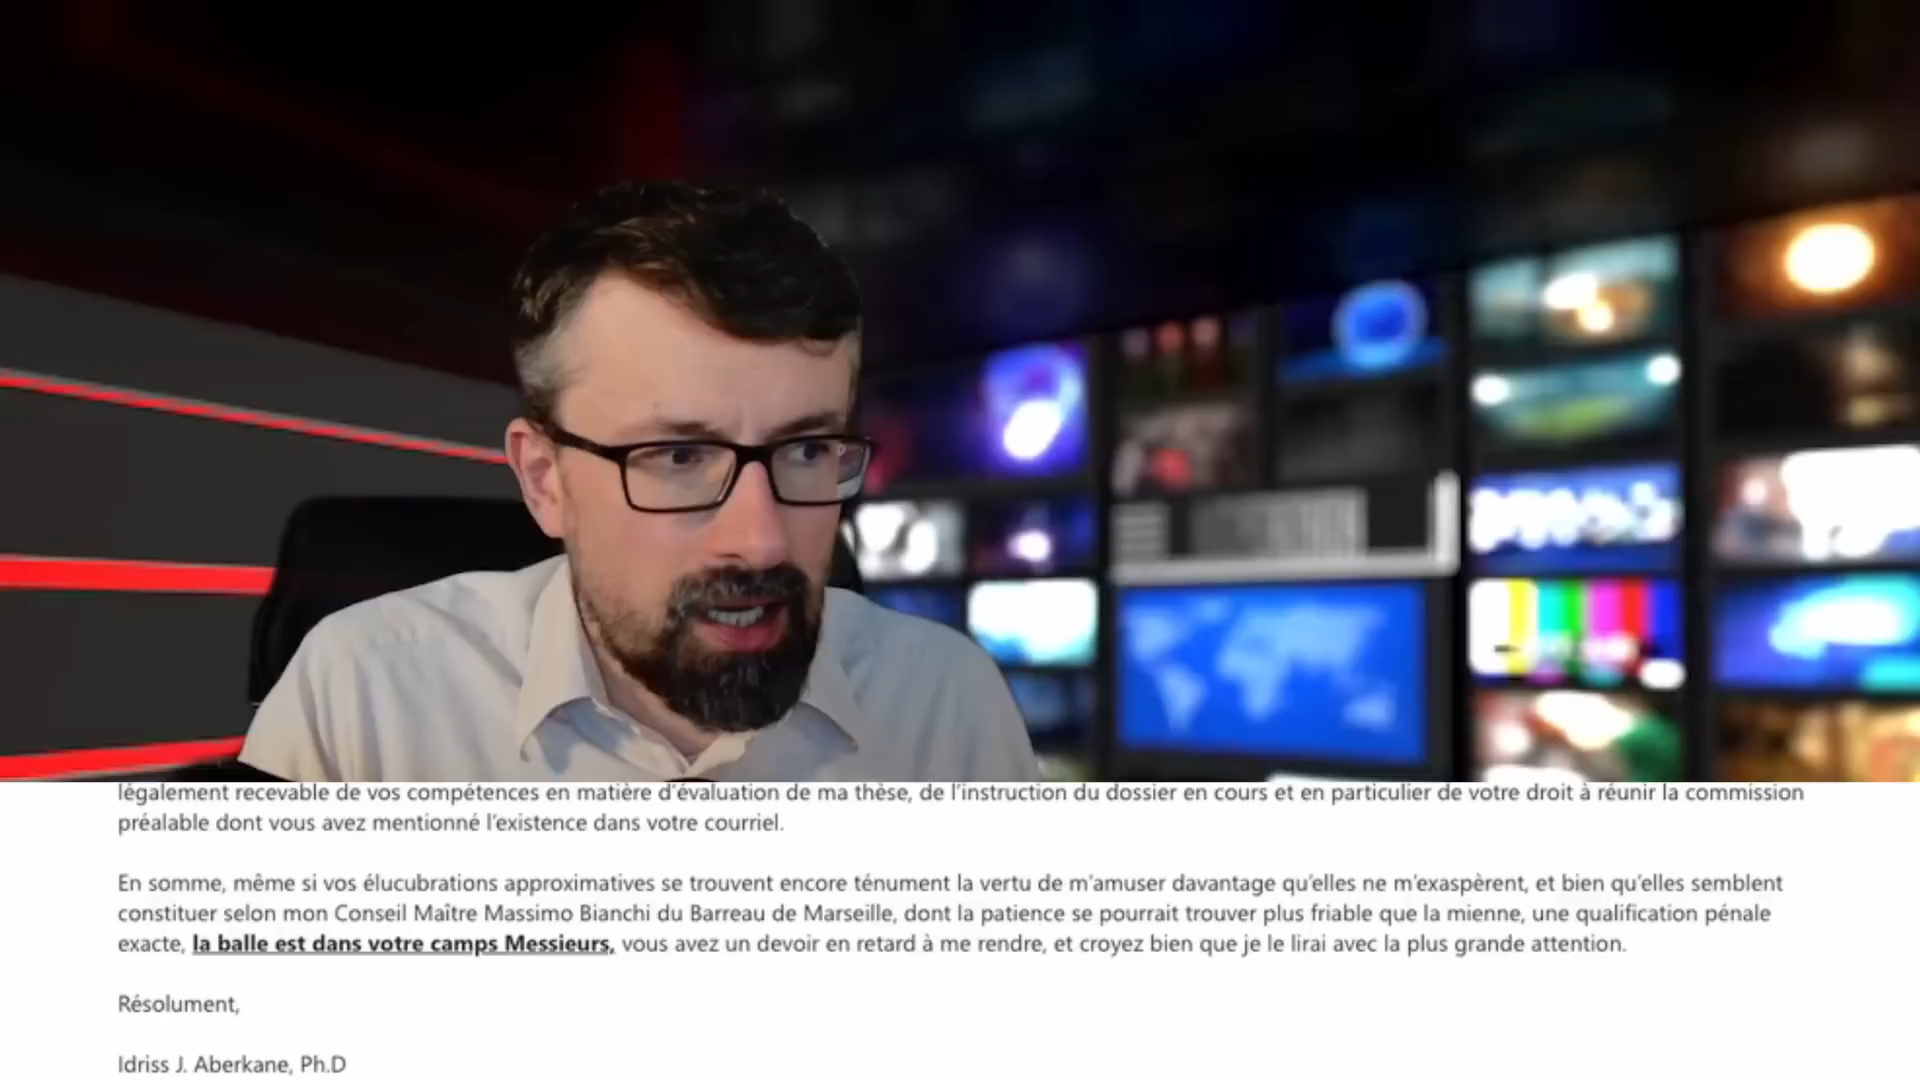 légalement recevable de vos compétences en matière d'évaluation de ma thèse, de l'instruction du dossier en cours et en particulier de votre droit à réunir la commission
préalable dont vous avez mentionné l'existence dans votre courriel.
En somme, même si vos élucubrations approximatives se trouvent encore ténument la vertu de m'amuser davantage qu'elles ne m'exaspèrent, et bien qu'elles semblent
constituer selon mon Conseil Maître Massimo Bianchi du Barreau de Marseille, dont la patience se pourrait trouver plus friable que la mienne, une qualification pénale
exacte, la balle est dans votre camps Messieurs, vous avez un devoir en retard à me rendre, et croyez bien que je le lirai avec la plus grande attention.
Résolument,
Idriss J. Aberkane, Ph.D